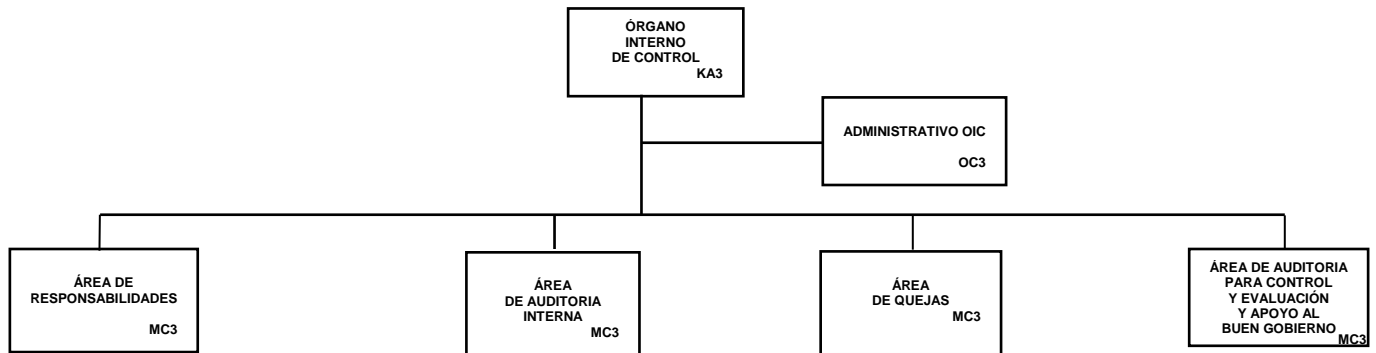 ÓRGANO
INTERNO
DE CONTROL
KA3
ADMINISTRATIVO OIC
OC3
ÁREA DE
RESPONSABILIDADES
MC3
ÁREA
DE AUDITORIA
INTERNA
MC3
ÁREA
DE QUEJAS
MC3
ÁREA DE AUDITORIA
PARA CONTROL
Y EVALUACIÓN
Y APOYO AL
BUEN GOBIERNO
MC3